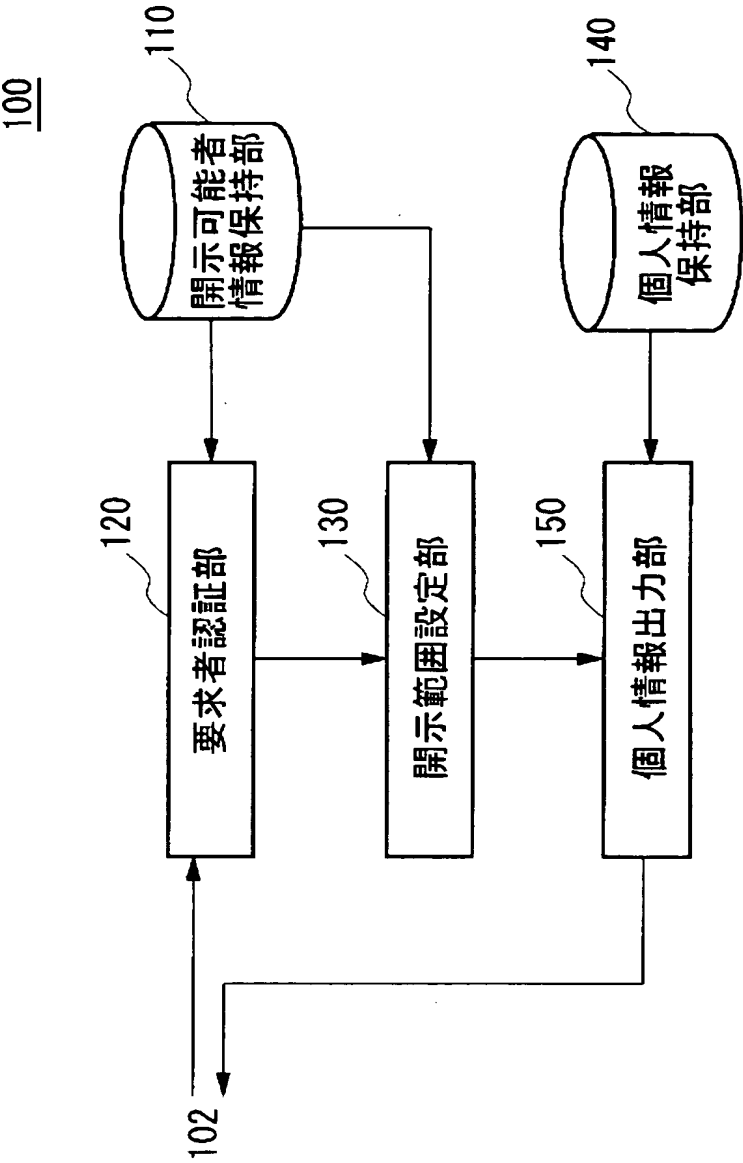 100
110
開示可能者
情報保持部
120
要求者認証部
130
開示範囲設定部
140
個人情報
保持部
150
個人情報出力部
102